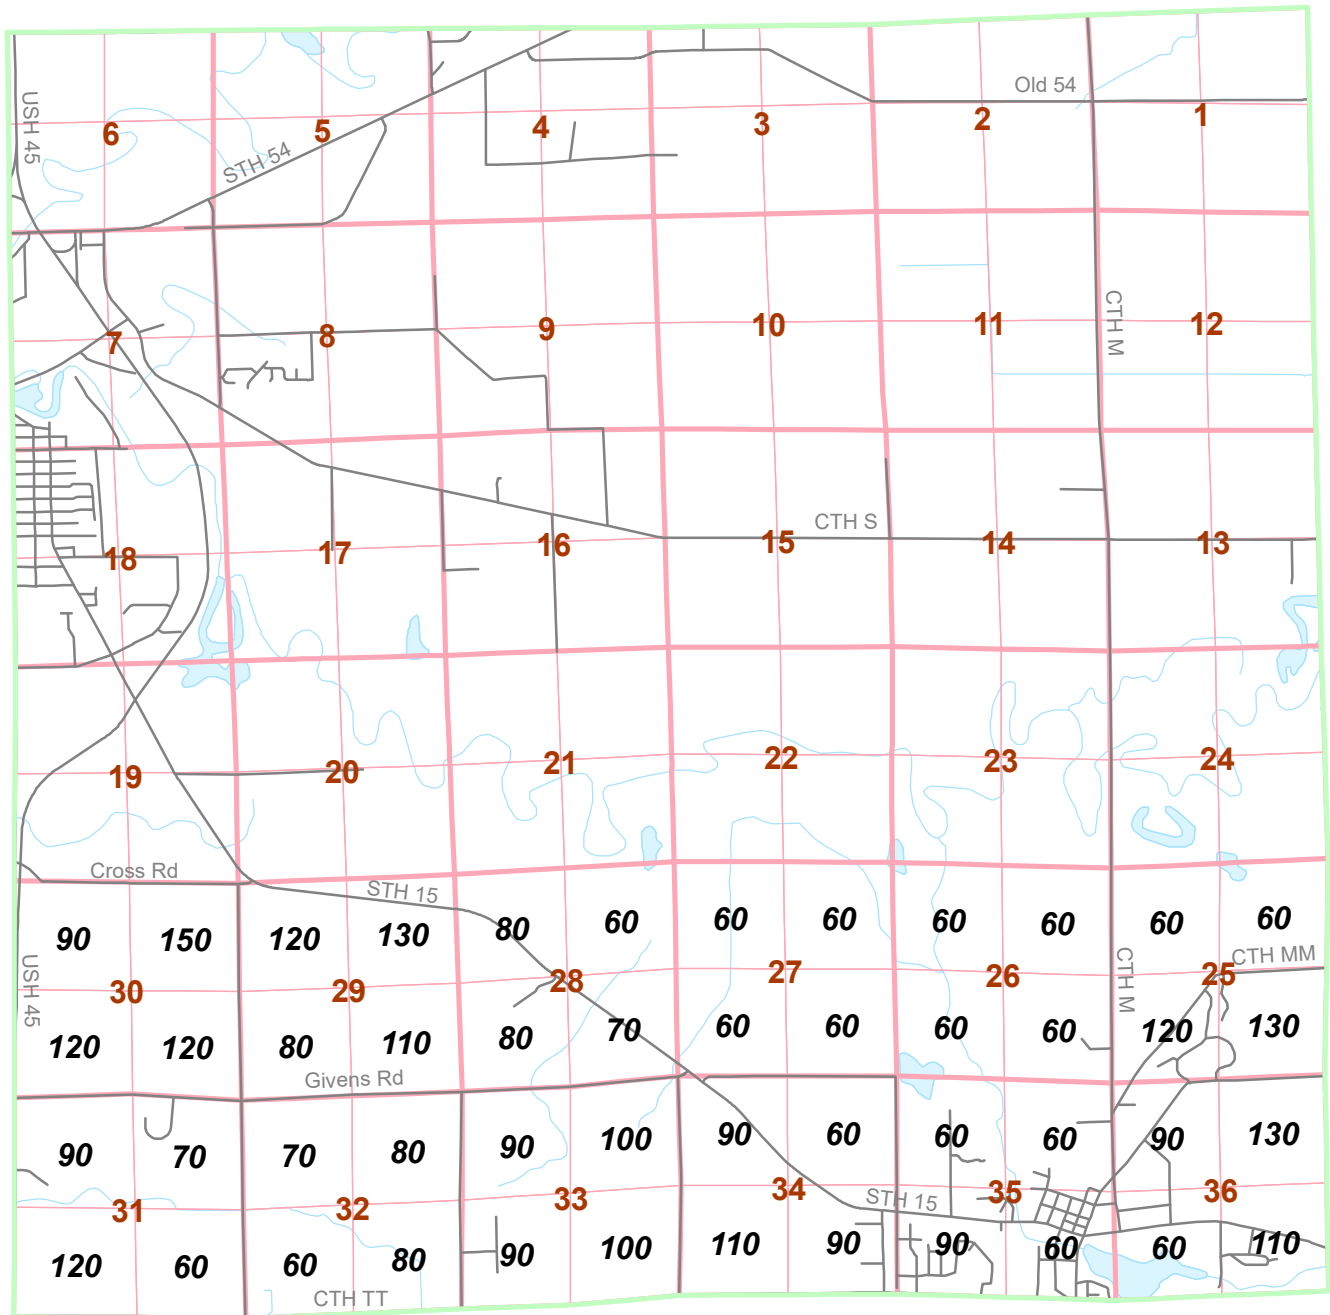 Old 54
USH 45
6
5
4
3
2
1
STH 54
7
8
9
10
11
12
CTH M
CTH S
18
17
16
15
14
13
19
20
21
22
23
24
Cross Rd
STH 15
90 150 120 130 80 60 60 60 60 60 60 60
USH 45
CTH M
CTH MM
30 29 28 27 26 25
120 120 80 110 80 70 60 60 60 60 120 130
Givens Rd
90 70 70 80 90 100 90 60 60 60 90 130
31 32 33 34 35 36
STH 15
120 60 60 80 90 100 110 90 90 60 60 110
CTH TT